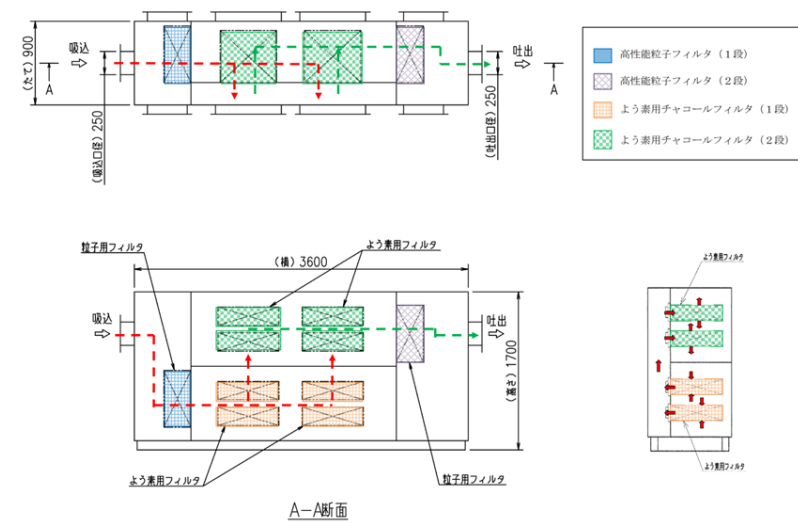 吸込
吐出
(たて) 900
A
A
(吸込口径) 250
(吐出口径) 250
高性能粒子フィルタ（1段）
高性能粒子フィルタ（2段）
よう素用チャコールフィルタ（1段）
よう素用チャコールフィルタ（2段）
粒子用フィルタ
よう素用フィルタ
(横) 3600
吸込
吐出
(高さ) 1700
よう素用フィルタ
粒子用フィルタ
A-A断面
よう素用フィルタ
よう素用フィルタ